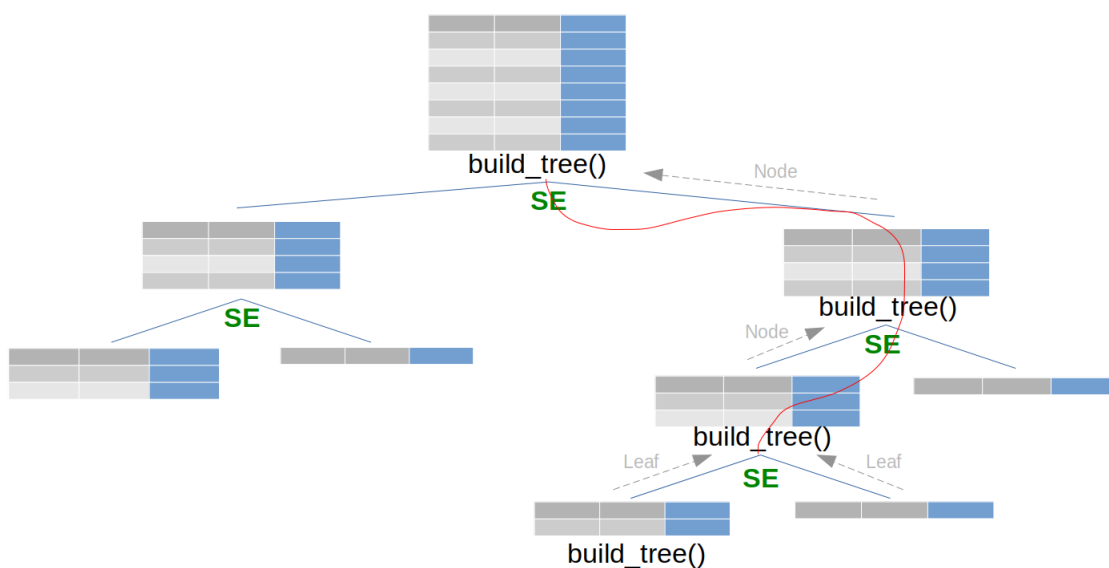 build_tree()
Node
SE
build_tree()
SE
Node
SE
build_tree()
Leaf
Leaf
SE
build_tree()